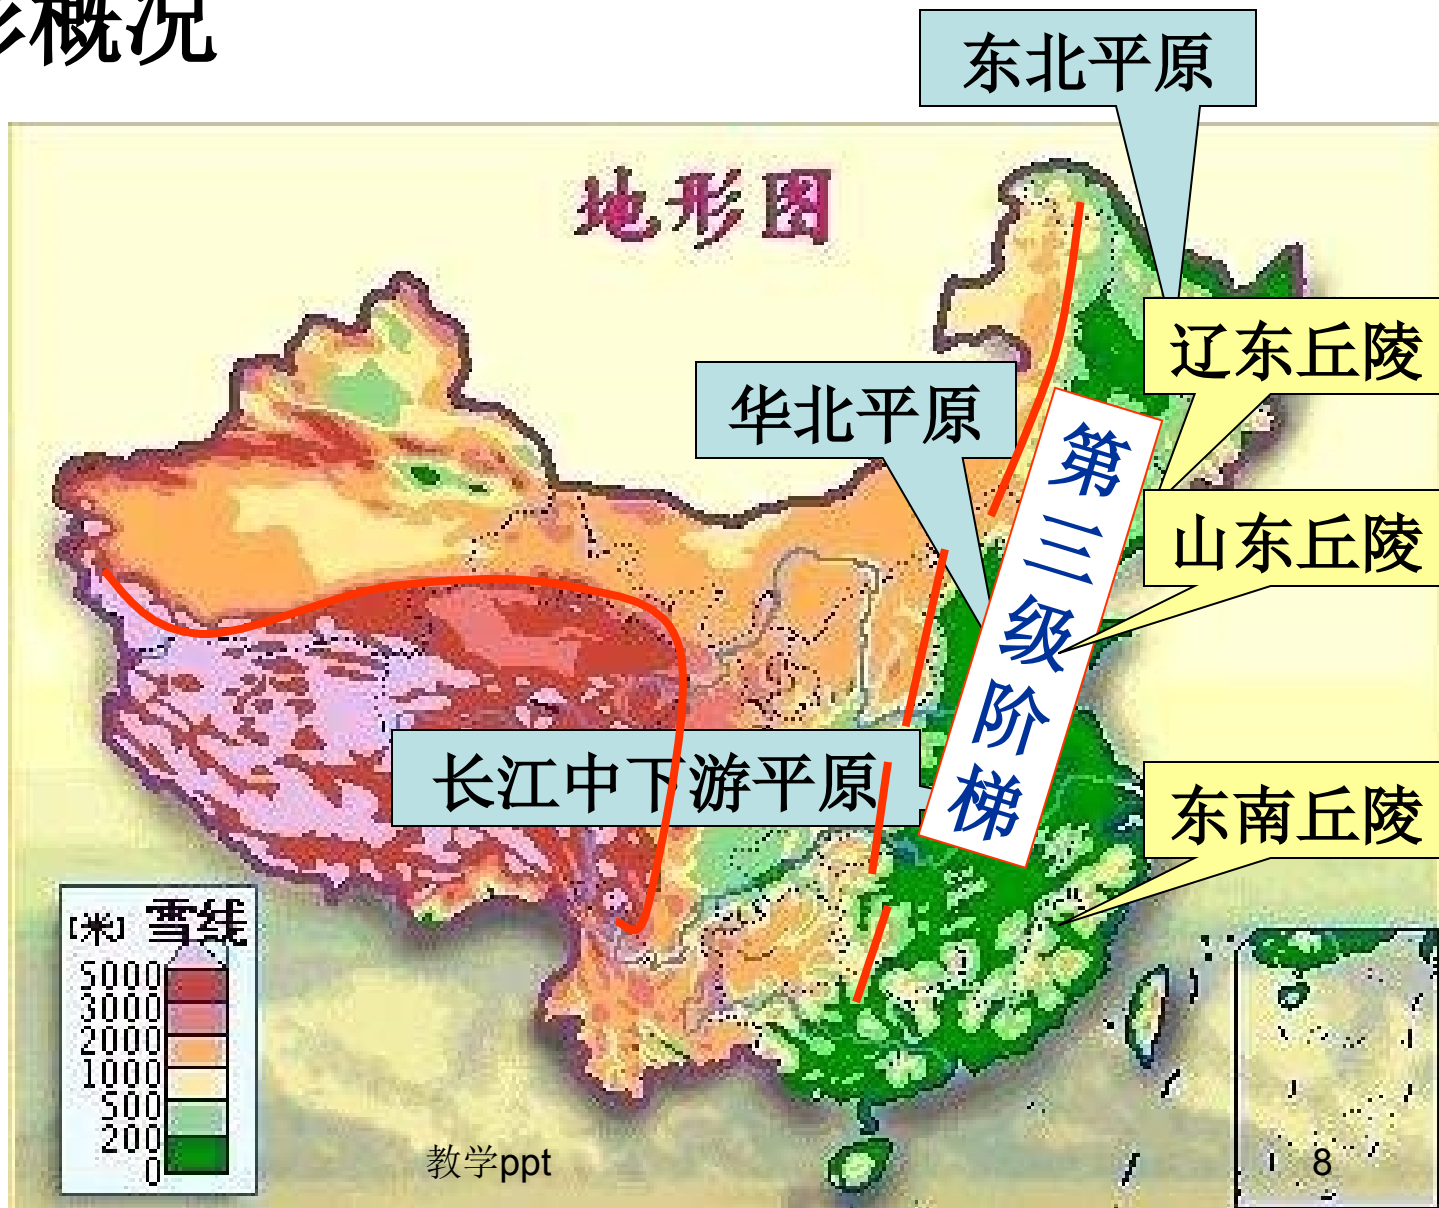 形概况
东北平原
地形图
辽东丘陵
华北平原
第三级阶梯
山东丘陵
长江中下游平原
东南丘陵
[米] 雪线
5000
3000
2000
1000
500
200
0
教学ppt
8